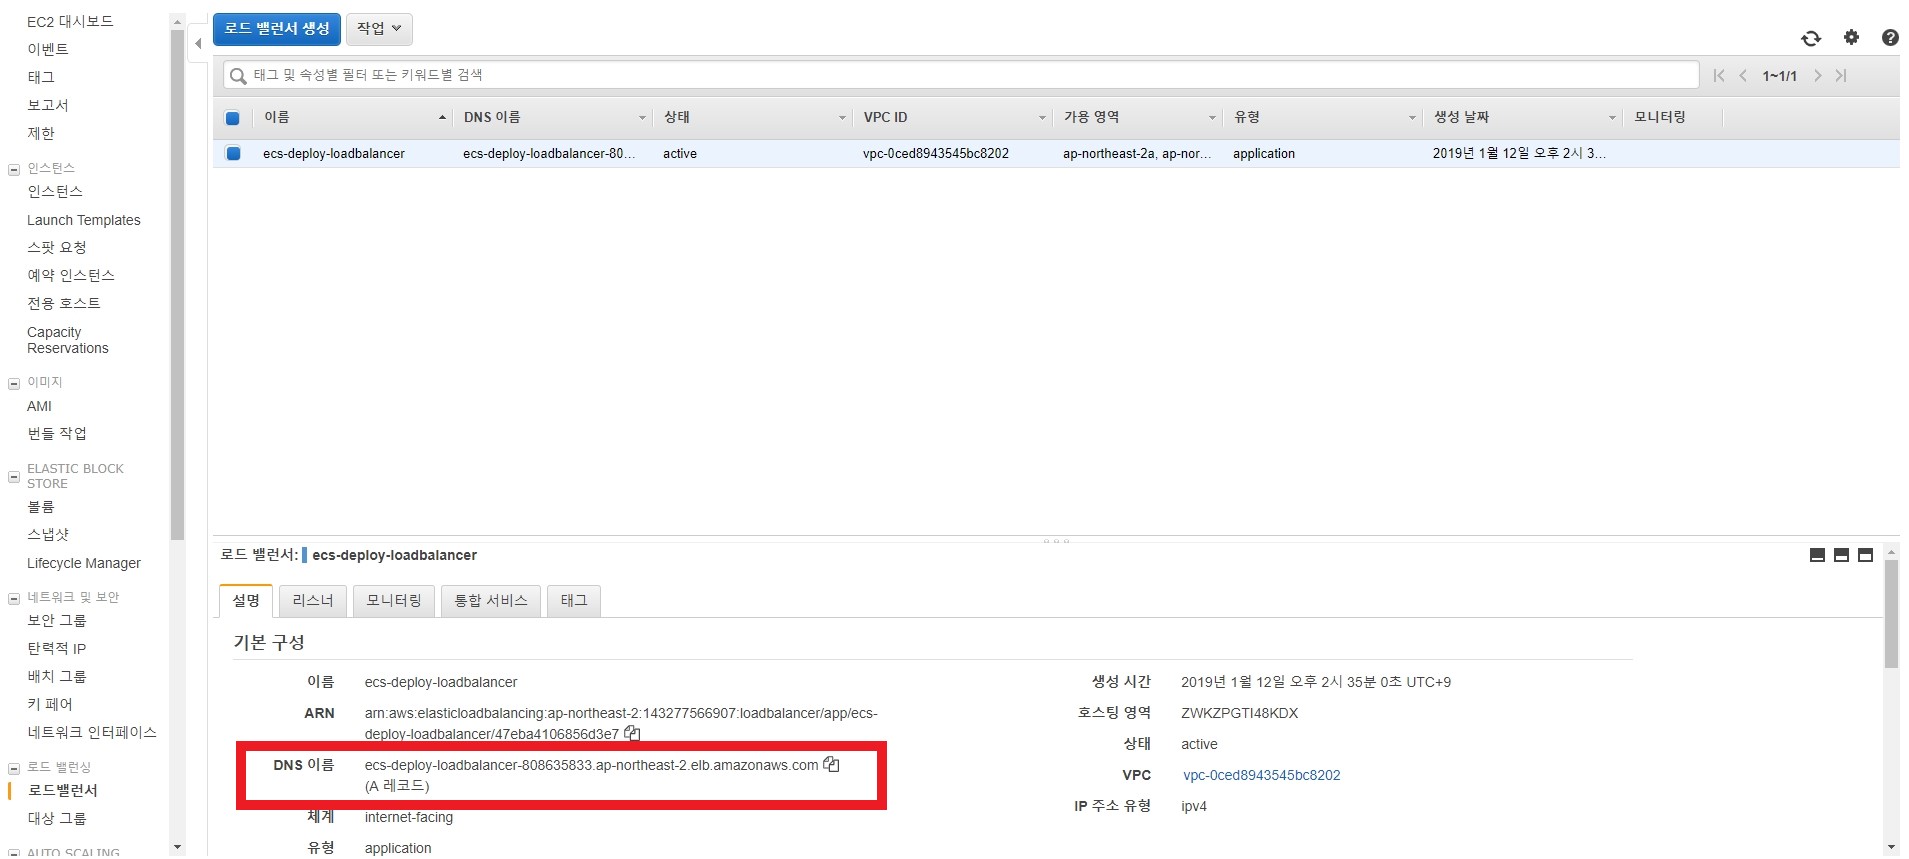 EC2 대시보드
이벤트
태그
보고서
제한
인스턴스
인스턴스
Launch Templates
스팟 요청
예약 인스턴스
전용 호스트
Capacity
Reservations
이미지
AMI
번들 작업
ELASTIC BLOCK
STORE
볼륨
스냅샷
Lifecycle Manager
네트워크 및 보안
보안 그룹
탄력적 IP
배치 그룹
키 페어
네트워크 인터페이스
로드 밸런싱
로드밸런서
대상 그룹
AUTO SCALING
로드 밸런서 생성 작업
태그 및 속성별 필터 또는 키워드별 검색 1~1/1
이름 DNS 이름 상태 VPC ID 가용 영역 유형 생성 날짜 모니터링
ecs-deploy-loadbalancer ecs-deploy-loadbalancer-80... active vpc-0ced8943545bc8202 ap-northeast-2a, ap-nor... application 2019년 1월 12일 오후 2시 3...
로드 밸런서: ecs-deploy-loadbalancer
설명 리스너 모니터링 통합 서비스 태그
기본 구성
이름 ecs-deploy-loadbalancer
ARN arn:aws:elasticloadbalancing:ap-northeast-2:143277566907:loadbalancer/app/ecs-
deploy-loadbalancer/47eba4106856d3e7
DNS 이름 ecs-deploy-loadbalancer-808635833.ap-northeast-2.elb.amazonaws.com
(A 레코드)
체계 internet-facing
유형 application
생성 시간 2019년 1월 12일 오후 2시 35분 0초 UTC+9
호스팅 영역 ZWKZPGTI48KDX
상태 active
VPC vpc-0ced8943545bc8202
IP 주소 유형 ipv4